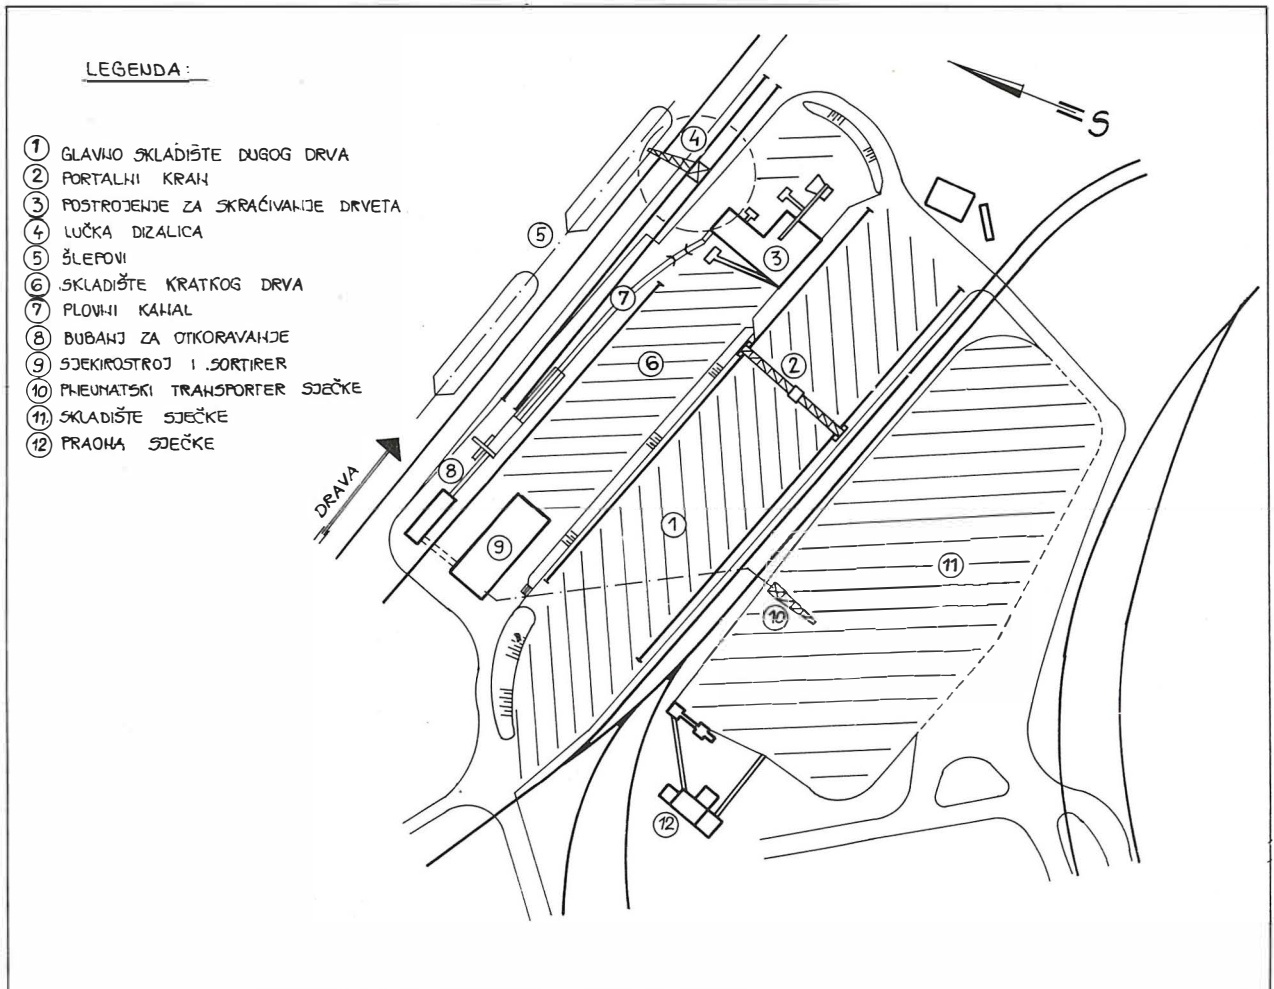 LEGENDA:
1 GLAVNO SKLADIŠTE DUGOG DRVA
2 PORTALNI KRAN
3 POSTROJENJE ZA SKRAĆIVANJE DRVETA
4 LUČKA DIZALICA
5 ŠLEPOVI
6 SKLADIŠTE KRATKOG DRVA
7 PLOVNI KANAL
8 BUBANJ ZA OTKORAVANJE
9 SJEKIROSTROJ I SORTIRER
10 PNEUMATSKI TRANSPORTER SJEČKE
11. SKLADIŠTE SJEČKE
12 PRAONA SJEČKE
S
4
5
3
7
6
2
DRAVA
8
9
1
11
10
12